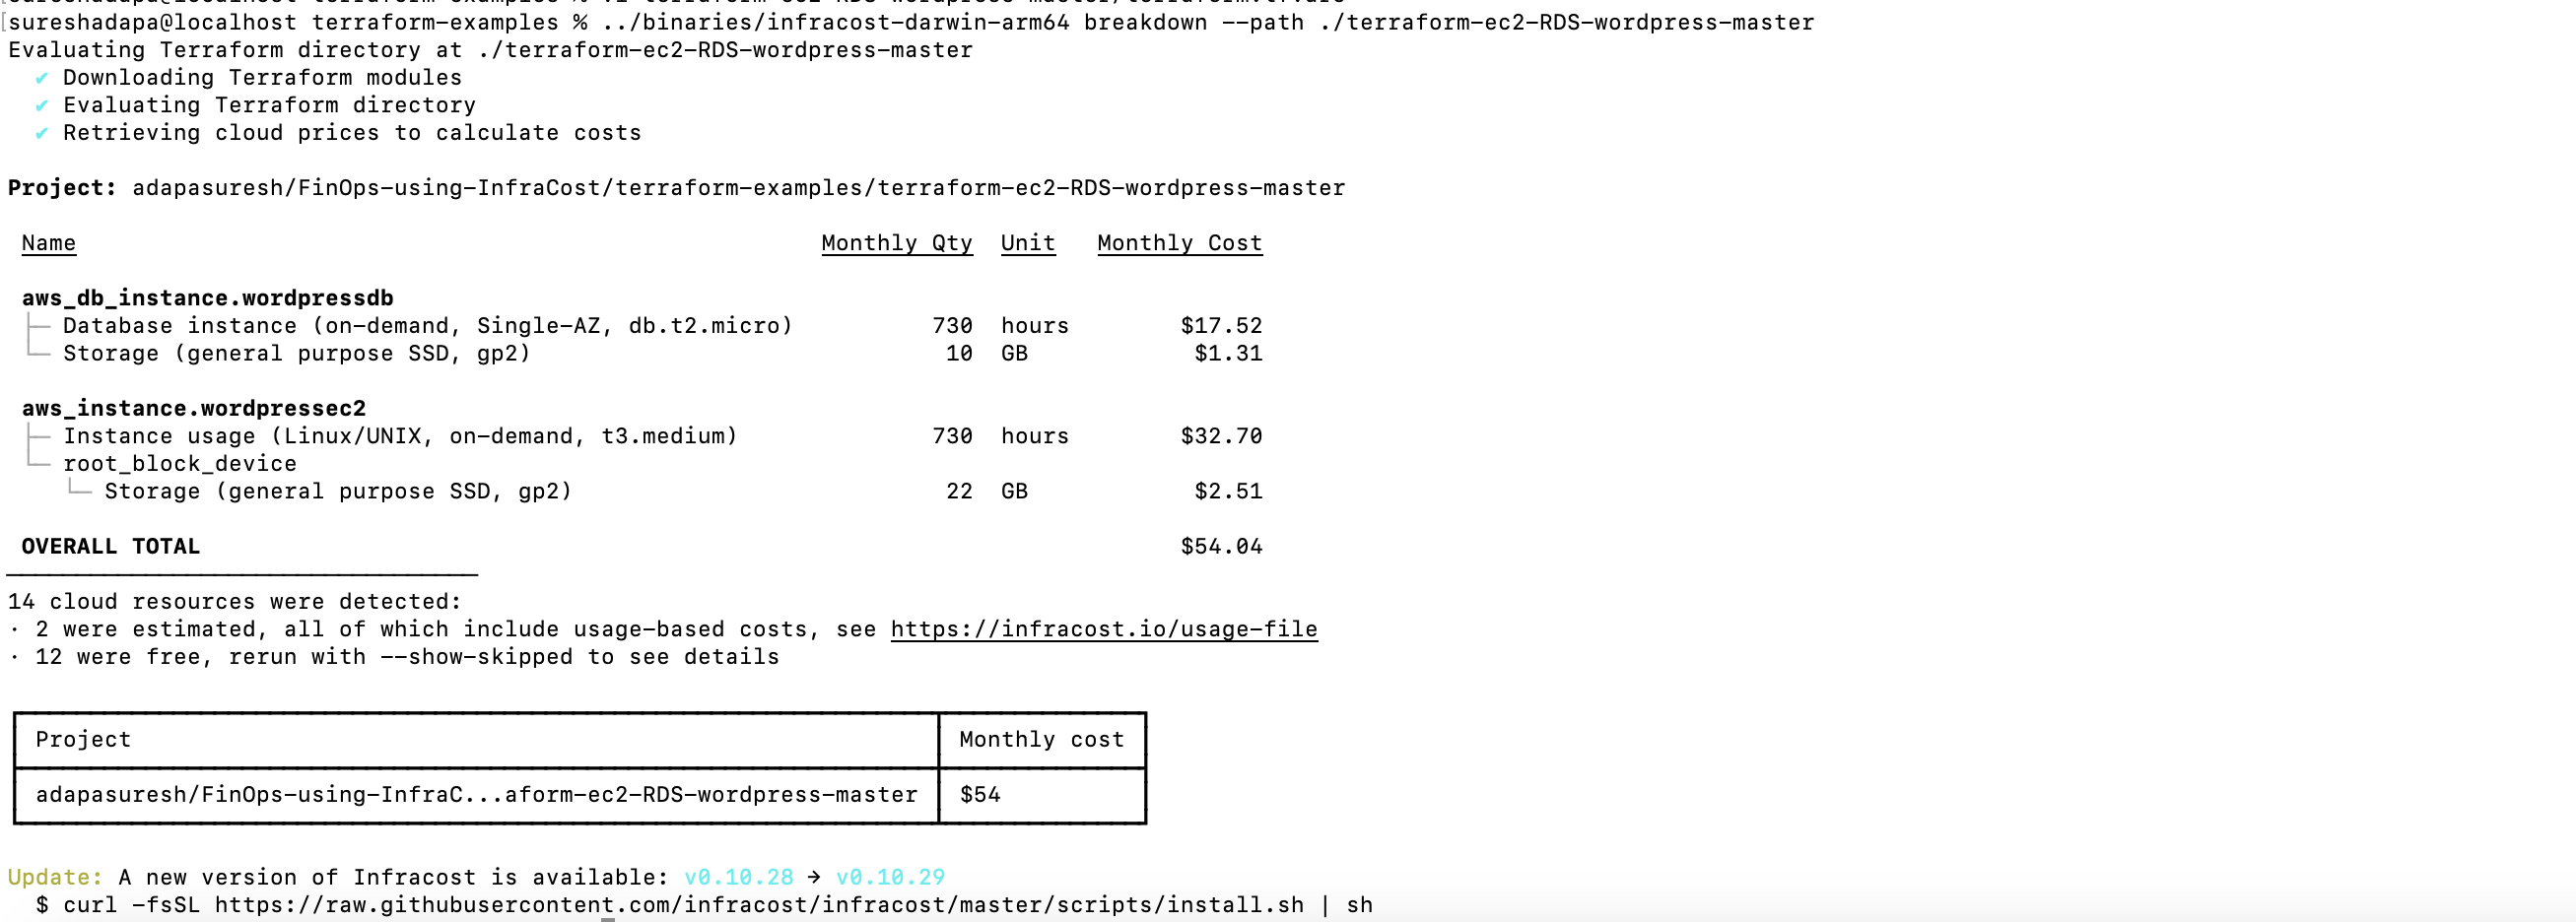 [sureshadapa@localhost terraform-examples % ../binaries/infracost-darwin-arm64 breakdown --path ./terraform-ec2-RDS-wordpress-master
Evaluating Terraform directory at ./terraform-ec2-RDS-wordpress-master
✔ Downloading Terraform modules
✔ Evaluating Terraform directory
✔ Retrieving cloud prices to calculate costs
Project: adapasuresh/FinOps-using-InfraCost/terraform-examples/terraform-ec2-RDS-wordpress-master
Name Monthly Qty Unit Monthly Cost
aws_db_instance.wordpressdb
├─ Database instance (on-demand, Single-AZ, db.t2.micro) 730 hours $17.52
└─ Storage (general purpose SSD, gp2) 10 GB $1.31
aws_instance.wordpressec2
├─ Instance usage (Linux/UNIX, on-demand, t3.medium) 730 hours $32.70
└─ root_block_device
└─ Storage (general purpose SSD, gp2) 22 GB $2.51
OVERALL TOTAL $54.04
──────────────────────────────────
14 cloud resources were detected:
∙ 2 were estimated, all of which include usage-based costs, see https://infracost.io/usage-file
∙ 12 were free, rerun with --show-skipped to see details
Project Monthly cost
adapasuresh/FinOps-using-InfraC...aform-ec2-RDS-wordpress-master $54
Update: A new version of Infracost is available: v0.10.28 → v0.10.29
$ curl -fsSL https://raw.githubusercontent.com/infracost/infracost/master/scripts/install.sh | sh